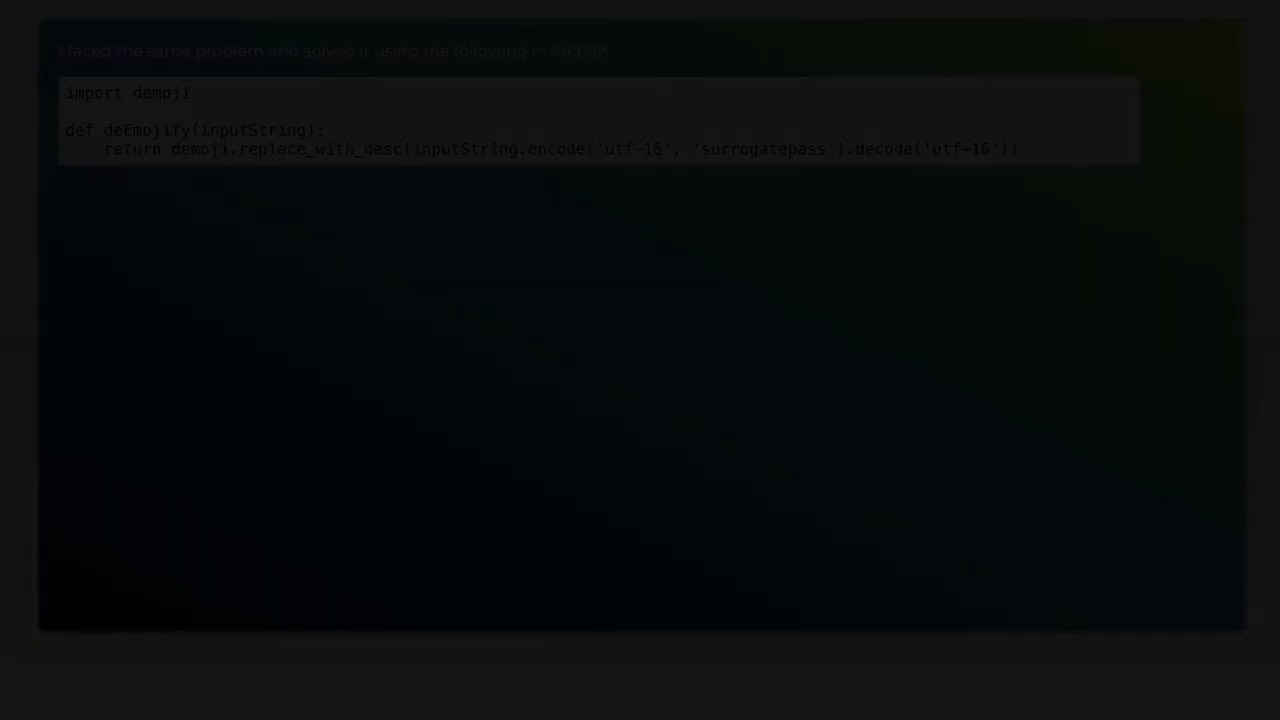 I faced the same problem and solved it using the following function
import demoji
def deEmojify(inputString):
    return demoji.replace_with_desc(inputString.encode('utf-16', 'surrogatepass').decode('utf-16'))